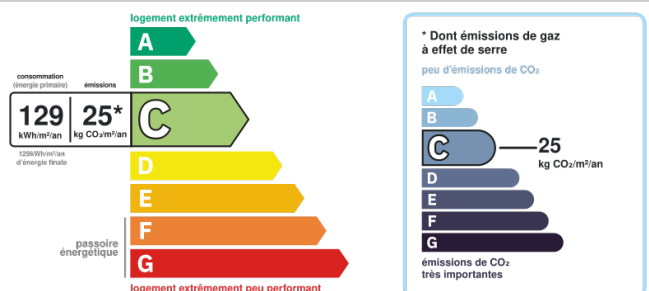 logement extrêmement performant
A
B
consommation
(énergie primaire)
émissions
129
kWh/m²/an
25*
kg CO₂/m²/an
C
129kWh/m²/an
d'énergie finale
D
E
F
passoire
énergétique
G
logement extrêmement peu performant
* Dont émissions de gaz
à effet de serre
peu d'émissions de CO₂
A
B
C
25
kg CO₂/m²/an
D
E
F
G
émissions de CO₂
très importantes